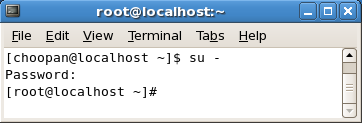 root@localhost:~
File Edit View Terminal Tabs Help
[choopan@localhost ~]$ su -
Password:
[root@localhost ~]#